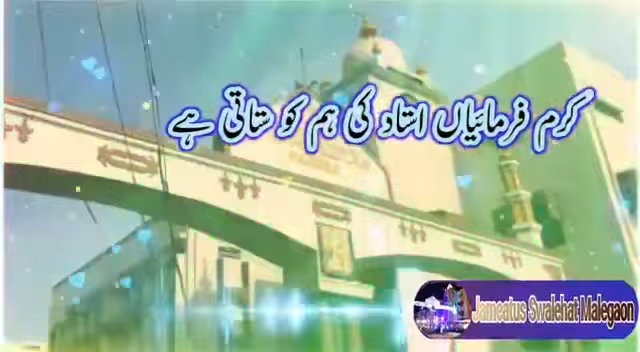 کرم فرمائیاں استاد کی ہم کو ستاتی ہے
Jameatus Swalehat Malegaon